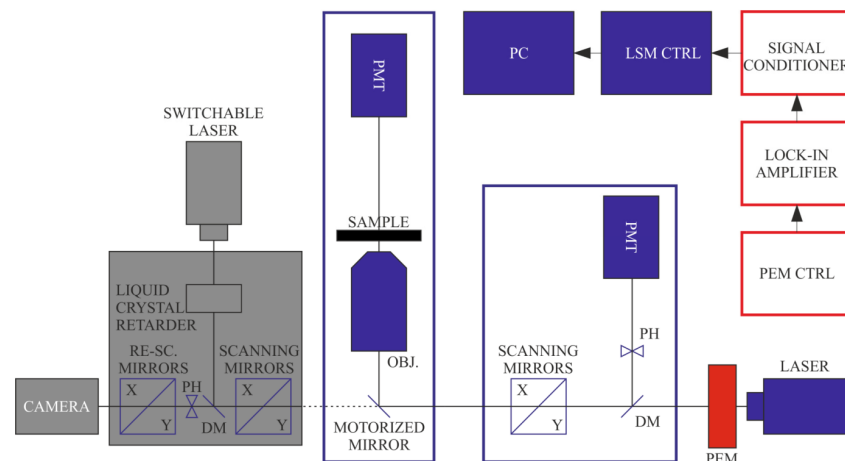 PMT
PC
LSM CTRL
SIGNAL
CONDITIONER
SWITCHABLE
LASER
LOCK-IN
AMPLIFIER
SAMPLE
PMT
PEM CTRL
LIQUID
CRYSTAL
RETARDER
RE-SC.
MIRRORS
SCANNING
MIRRORS
OBJ.
PH
SCANNING
MIRRORS
LASER
CAMERA
X
Y
PH
DM
X
Y
MOTORIZED
MIRROR
X
Y
DM
PEM